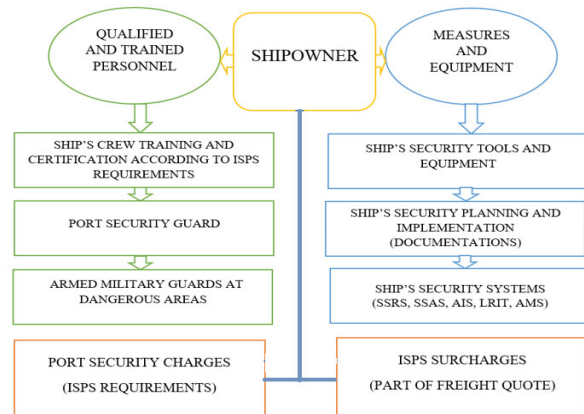 QUALIFIED
AND TRAINED
PERSONNEL
SHIPOWNER
MEASURES
AND
EQUIPMENT
SHIP'S CREW TRAINING AND
CERTIFICATION ACCORDING TO ISPS
REQUIREMENTS
SHIP'S SECURITY TOOLS AND
EQUIPMENT
PORT SECURITY GUARD
SHIP'S SECURITY PLANNING AND
IMPLEMENTATION
(DOCUMENTATIONS)
ARMED MILITARY GUARDS AT
DANGEROUS AREAS
SHIP'S SECURITY SYSTEMS
(SSRS, SSAS, AIS, LRIT, AMS)
PORT SECURITY CHARGES
(ISPS REQUIREMENTS)
ISPS SURCHARGES
(PART OF FREIGHT QUOTE)